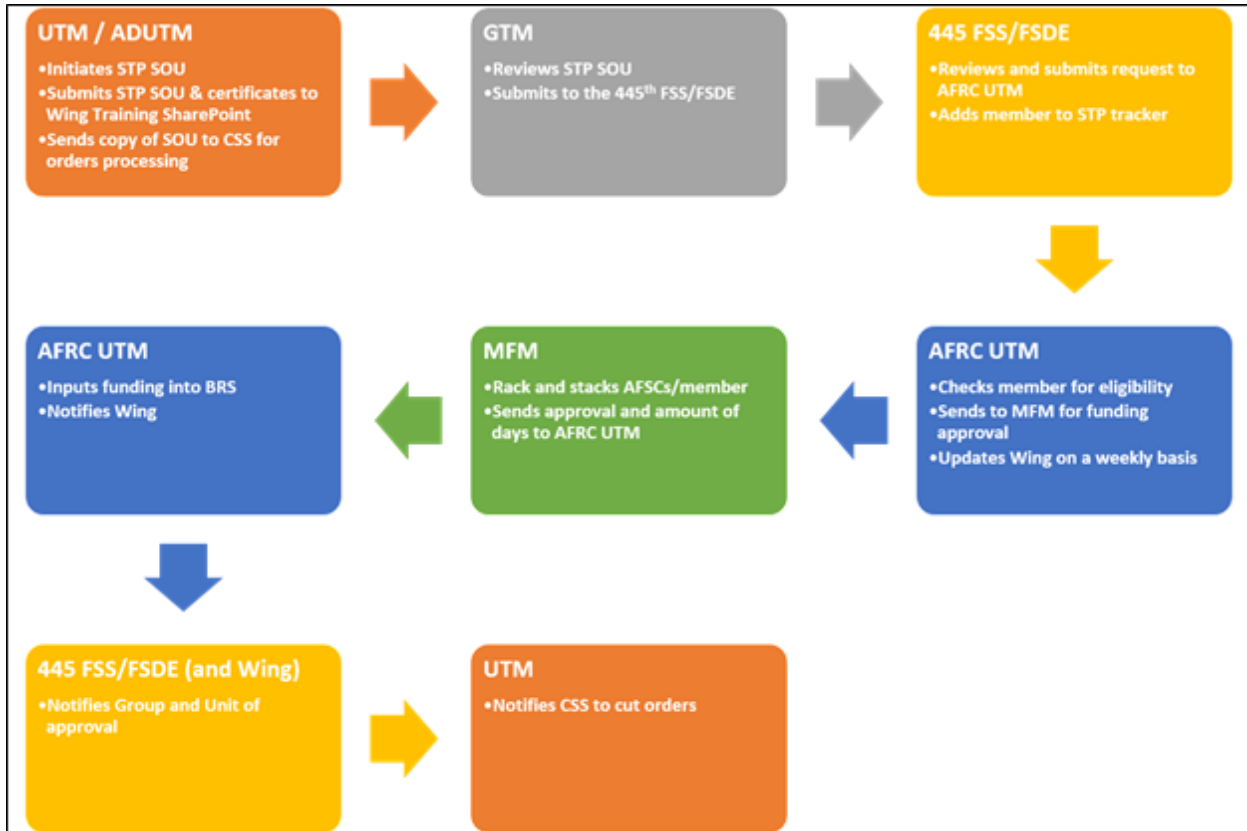 UTM / ADUTM
•Initiates STP SOU
•Submits STP SOU & certificates to
Wing Training SharePoint
•Sends copy of SOU to CSS for
orders processing
GTM
•Reviews STP SOU
•Submits to the 445th FSS/FSDE
445 FSS/FSDE
•Reviews and submits request to
AFRC UTM
•Adds member to STP tracker
AFRC UTM
•Checks member for eligibility
•Sends to MFM for funding
approval
•Updates Wing on a weekly basis
MFM
•Rack and stacks AFSCs/member
•Sends approval and amount of
days to AFRC UTM
AFRC UTM
•Inputs funding into BRS
•Notifies Wing
445 FSS/FSDE (and Wing)
•Notifies Group and Unit of
approval
UTM
•Notifies CSS to cut orders